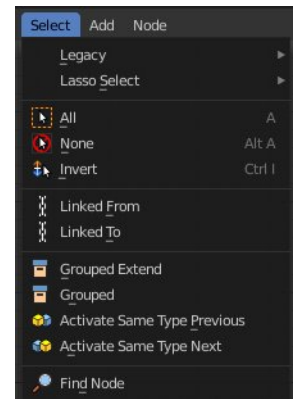 Select Add Node
Legacy
Lasso Select
All A
None Alt A
Invert Ctrl I
Linked From
Linked To
Grouped Extend
Grouped
Activate Same Type Previous
Activate Same Type Next
Find Node